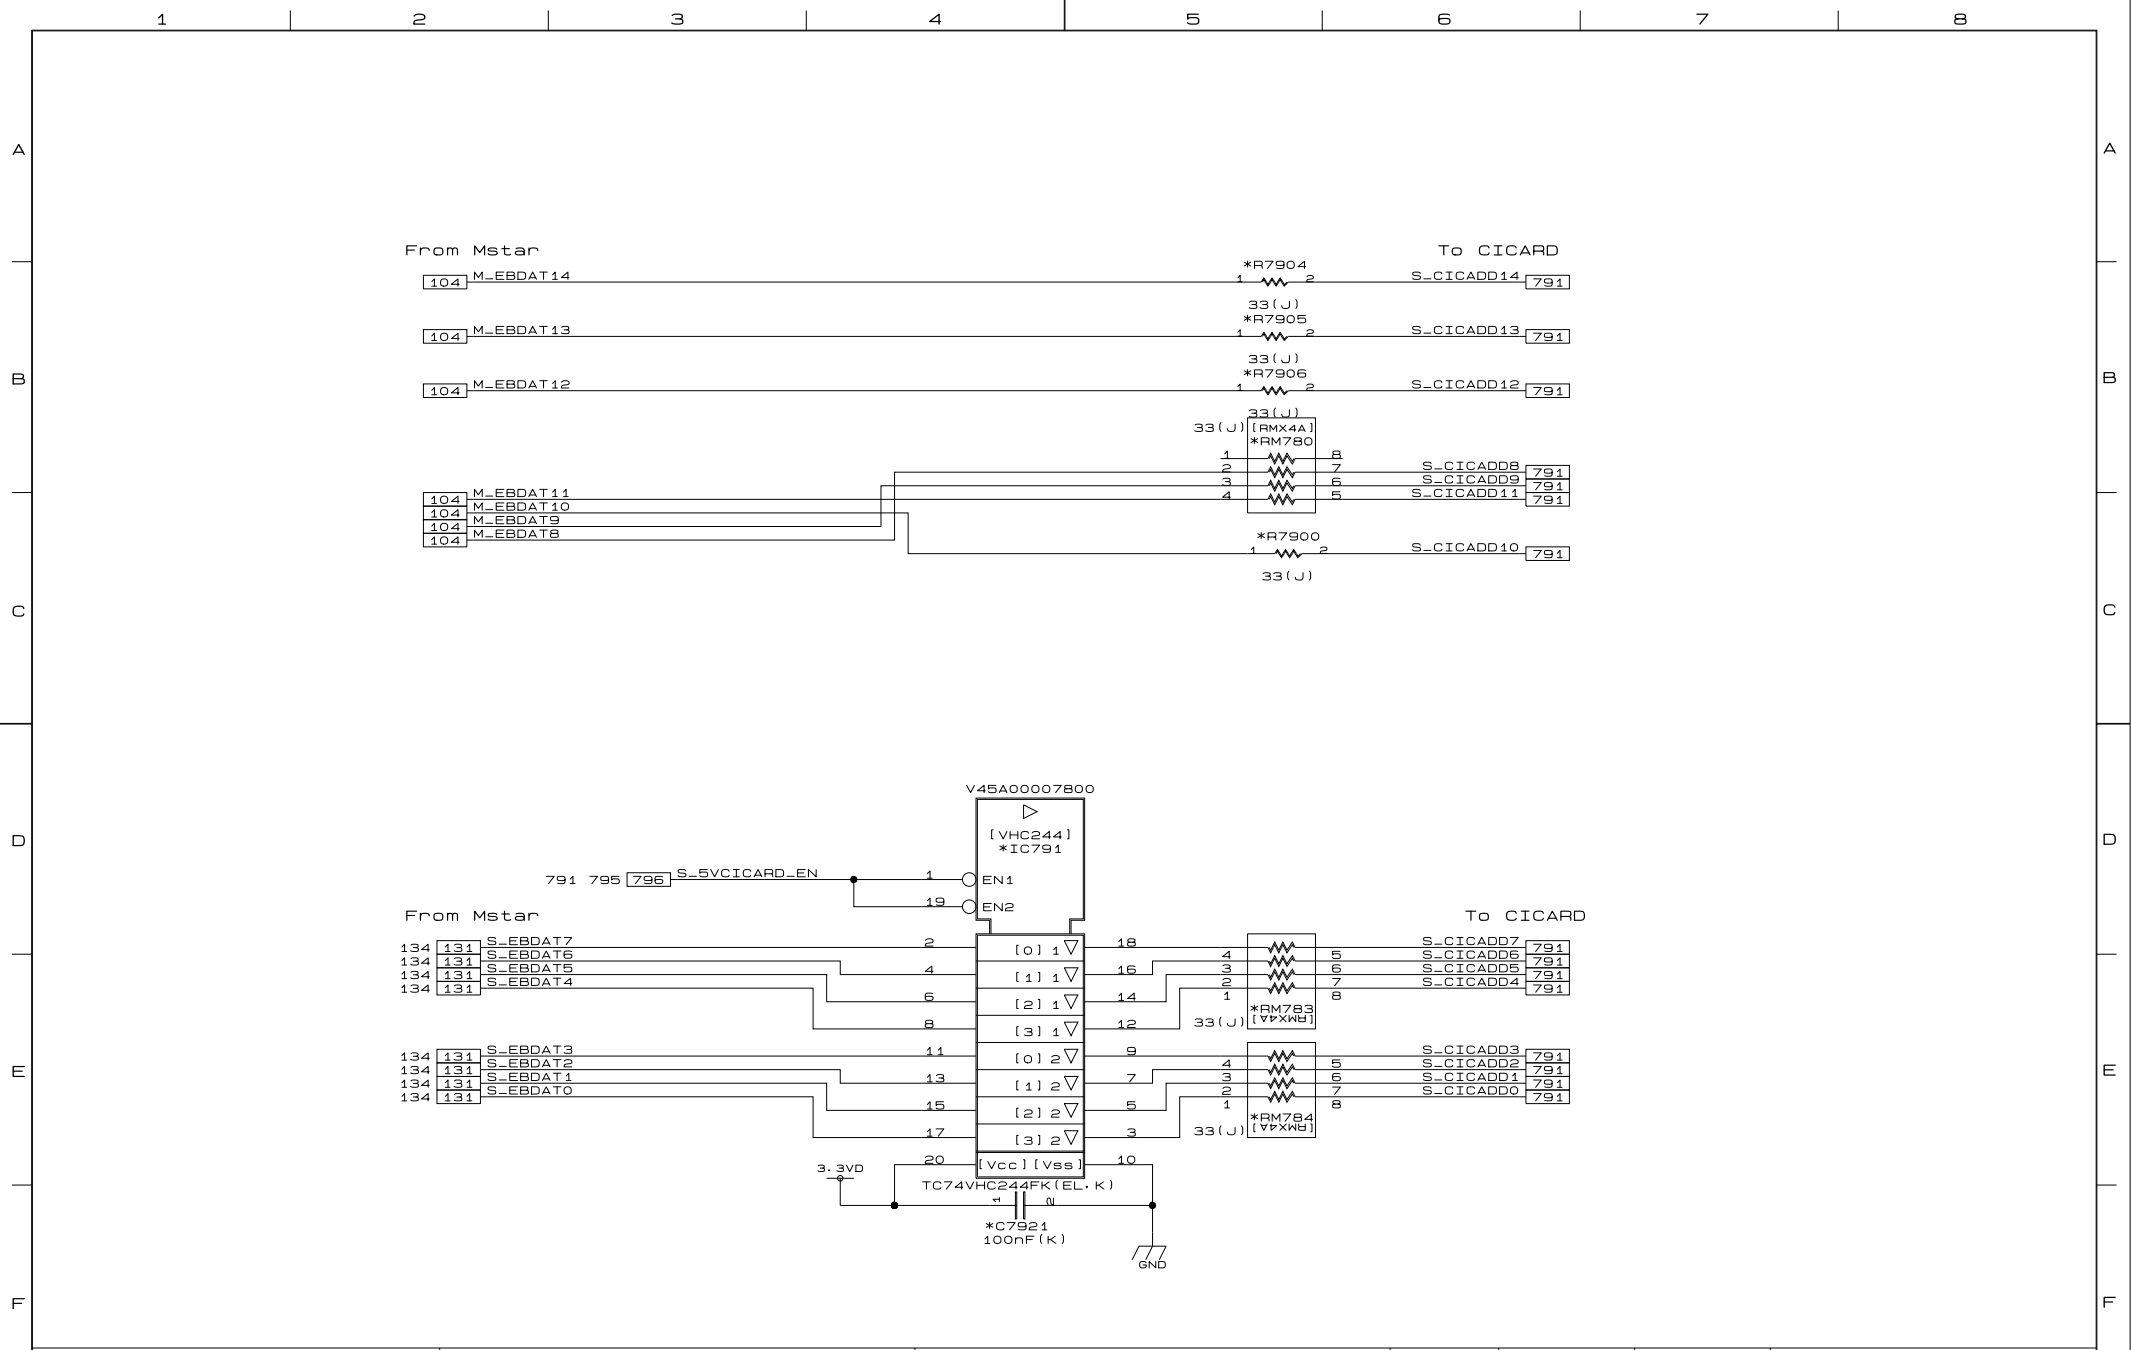 1 2 3 4 5 6 7 8
A A
From Mstar To CICARD
*R7904
104 M_EBDAT14 1 2 S_CICADD14 791
33(J)
*R7905
104 M_EBDAT13 1 2 S_CICADD13 791
33(J)
*R7906
B B
104 M_EBDAT12 1 2 S_CICADD12 791
33(J)
33(J) [RMX4A]
*RM780
1 8
2 7 S_CICADD8 791
3 6 S_CICADD9 791
104 M_EBDAT11 4 5 S_CICADD11 791
104 M_EBDAT10
104 M_EBDAT9
104 M_EBDAT8
*R7900
1 2 S_CICADD10 791
33(J)
C C
V45A00007800
[VHC244]
D D
*IC791
791 795 796 S_5VCICARD_EN 1 EN1
19 EN2
From Mstar To CICARD
134 131 S_EBDAT7 2 [0] 1 18 S_CICADD7 791
134 131 S_EBDAT6 4 5 S_CICADD6 791
134 131 S_EBDAT5 4 [1] 1 16 3 6 S_CICADD5 791
134 131 S_EBDAT4 2 7 S_CICADD4 791
6 [2] 1 14 1 8
*RM783
33(J) [RMX4A]
8 [3] 1 12
134 131 S_EBDAT3 11 [0] 2 9 S_CICADD3 791
134 131 S_EBDAT2 4 5 S_CICADD2 791
E E
134 131 S_EBDAT1 13 [1] 2 7 3 6 S_CICADD1 791
134 131 S_EBDAT0 2 7 S_CICADD0 791
15 [2] 2 5 1 8
*RM784
33(J) [RMX4A]
17 [3] 2 3
20 [Vcc] [Vss] 10
3.3VD
TC74VHC244FK(EL.K)
1 2
*C7921
100nF(K)
GND
F F